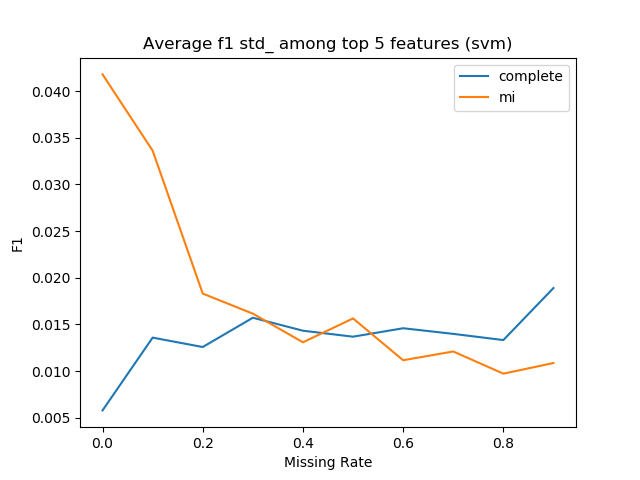 Average f1 std_ among top 5 features (svm)
complete
mi
0.040
0.035
0.030
0.025
0.020
0.015
0.010
0.005
F1
0.0 0.2 0.4 0.6 0.8
Missing Rate